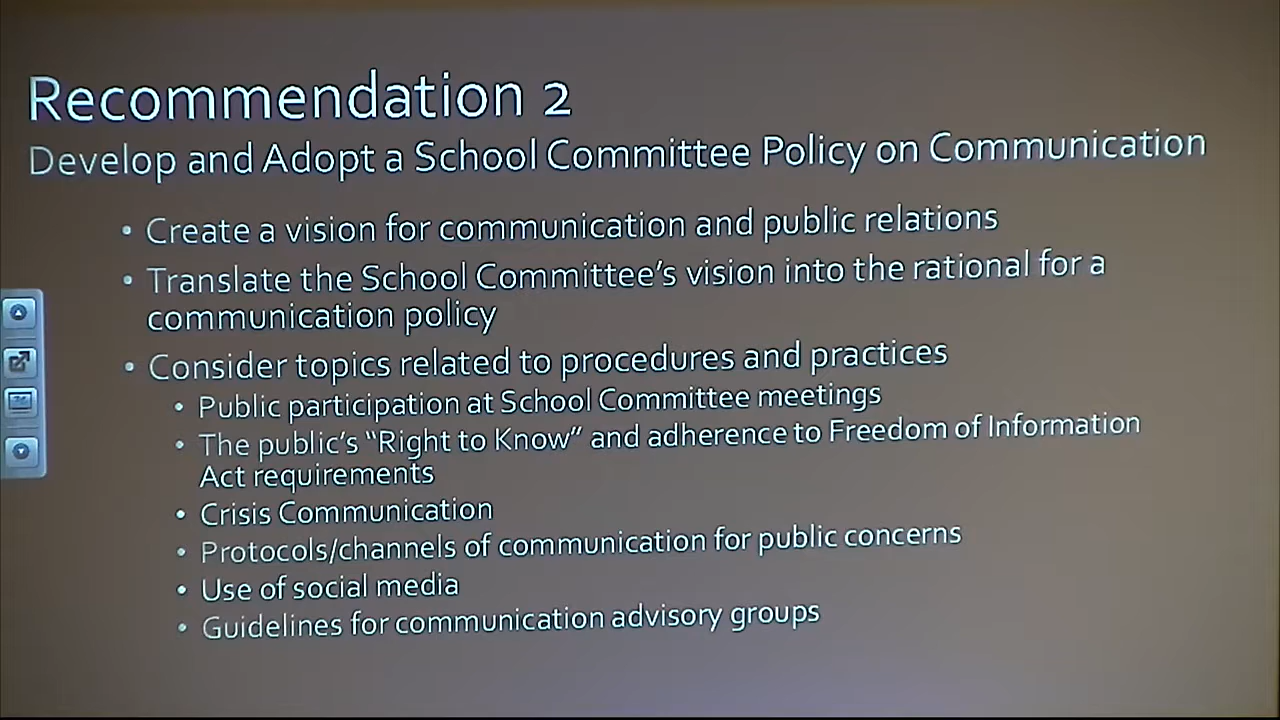 Recommendation 2
Develop and Adopt a School Committee Policy on Communication
• Create a vision for communication and public relations
• Translate the School Committee's vision into the rational for a
communication policy
• Consider topics related to procedures and practices
• Public participation at School Committee meetings
• The public's "Right to Know" and adherence to Freedom of Information
Act requirements
• Crisis Communication
• Protocols/channels of communication for public concerns
• Use of social media
• Guidelines for communication advisory groups